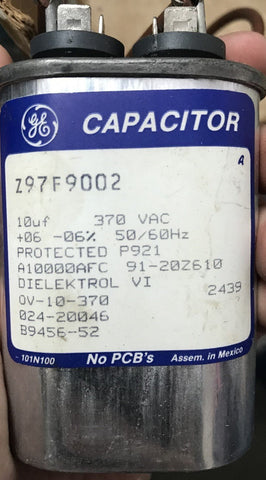 GE CAPACITOR
A
Z97F9002
10uf 370 VAC
+06 -06% 50/60Hz
PROTECTED P921
A10000AFC 91-20Z610
DIELEKTROL VI 2439
OV-10-370
024-20046
B9456-52
101N100 No PCB's Assem. in Mexico